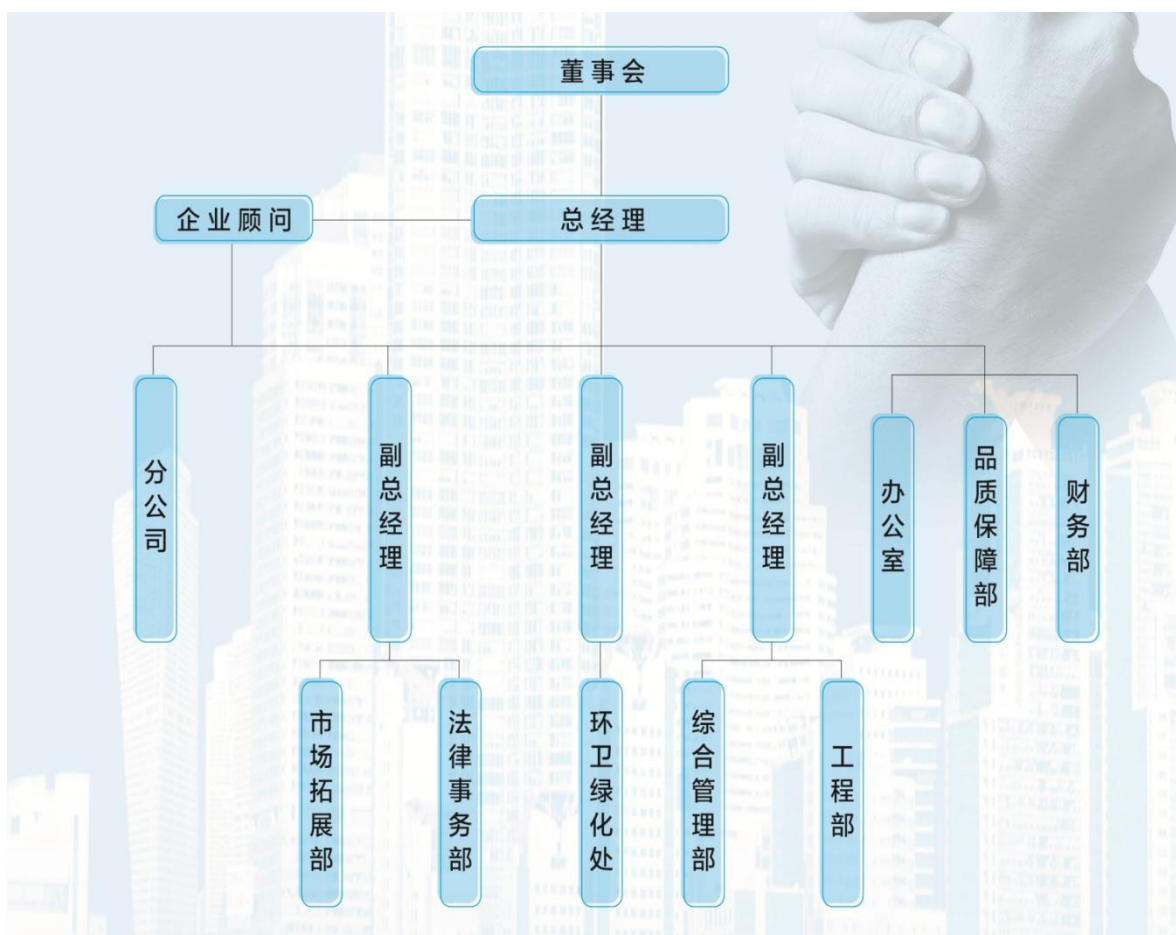 董事会
企业顾问
总经理
分公司
副总经理
副总经理
副总经理
办公室
品质保障部
财务部
市场拓展部
法律事务部
环卫绿化处
综合管理部
工程部